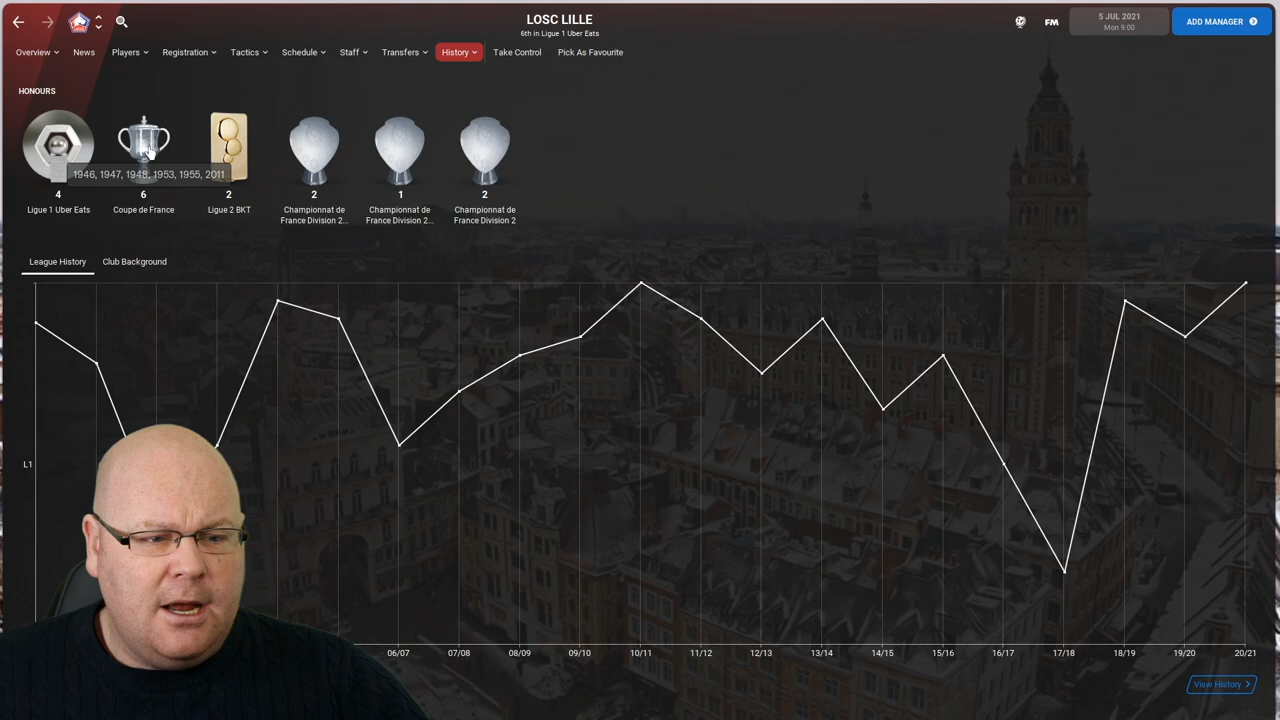 LOSC LILLE
6th in Ligue 1 Uber Eats
FM
5 JUL 2021
Mon 9:00
ADD MANAGER
Overview
News
Players
Registration
Tactics
Schedule
Staff
Transfers
History
Take Control
Pick As Favourite
HONOURS
1946, 1947, 1948, 1953, 1955, 2011
4
6
2
2
1
2
Ligue 1 Uber Eats
Coupe de France
Ligue 2 BKT
Championnat de
France Division 2...
Championnat de
France Division 2...
Championnat de
France Division 2
League History
Club Background
L1
06/07
07/08
08/09
09/10
10/11
11/12
12/13
13/14
14/15
15/16
16/17
17/18
18/19
19/20
20/21
View History